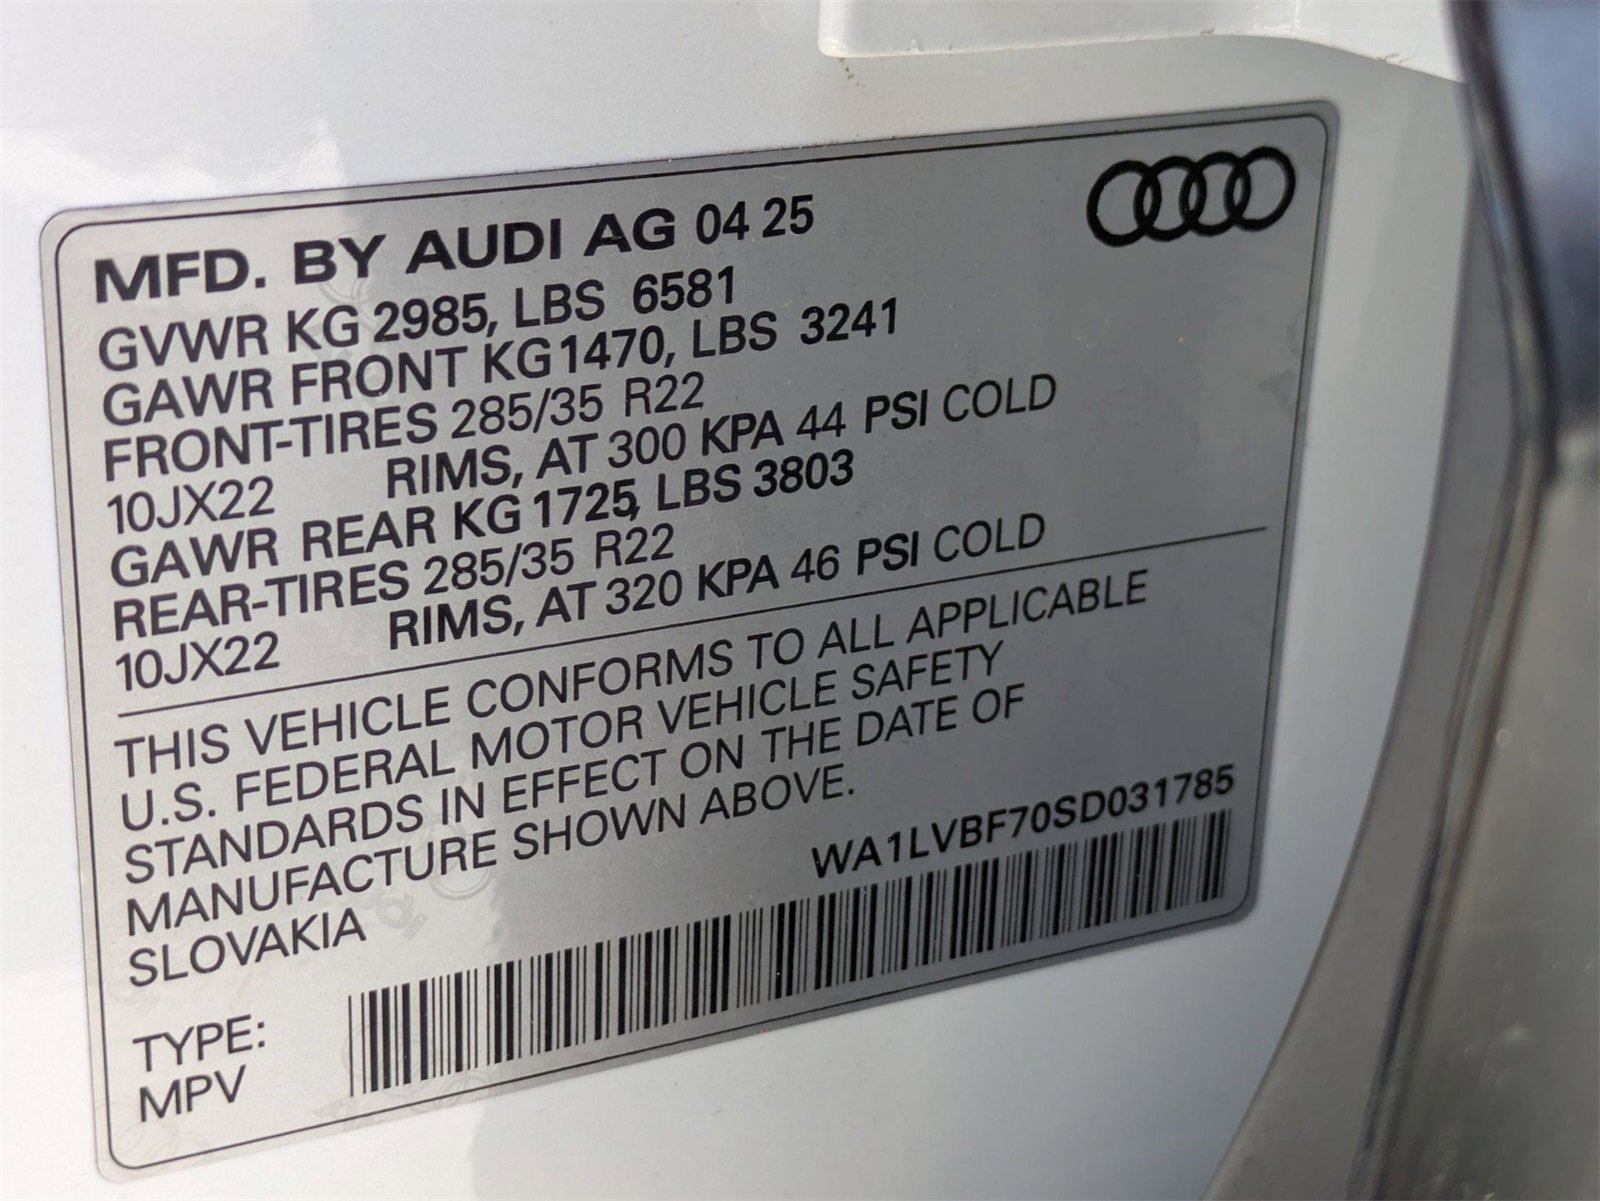 MFD. BY AUDI AG 04 25
GVWR KG 2985, LBS 6581
GAWR FRONT KG 1470, LBS 3241
FRONT-TIRES 285/35 R22
10JX22 RIMS, AT 300 KPA 44 PSI COLD
GAWR REAR KG 1725, LBS 3803
REAR-TIRES 285/35 R22
10JX22 RIMS, AT 320 KPA 46 PSI COLD
THIS VEHICLE CONFORMS TO ALL APPLICABLE
U.S. FEDERAL MOTOR VEHICLE SAFETY
STANDARDS IN EFFECT ON THE DATE OF
MANUFACTURE SHOWN ABOVE.
SLOVAKIA
WA1LVBF70SD031785
TYPE:
MPV